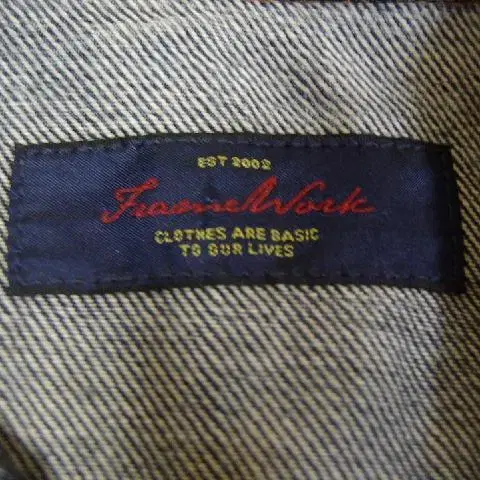 EST 2002
FrameWork
CLOTHES ARE BASIC
TO OUR LIVES